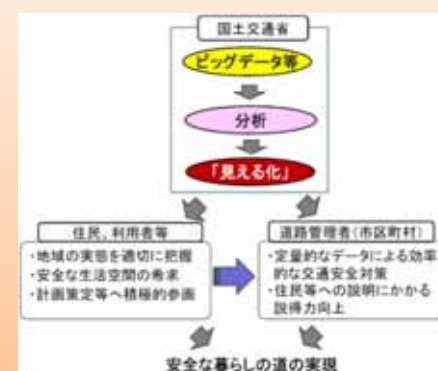 国土交通省
ビッグデータ等
分析
「見える化」
住民、利用者等
・地域の実態を適切に把握
・安全な生活空間の希求
・計画策定等へ積極的参画
道路管理者(市区町村)
・定量的なデータによる効率
的な交通安全対策
・住民等への説明にかかる
説得力向上
安全な暮らしの道の実現